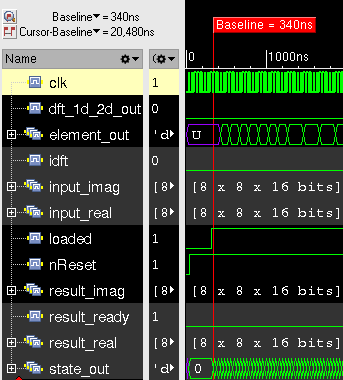 Baseline▼ = 340ns
Cursor-Baseline▼ = 20,480ns
Baseline = 340ns
Name
0
1000ns
clk 1
dft_1d_2d_out 0
element_out 'd
idft 0
input_imag [8 [8 x 8 x 16 bits]
input_real [8 [8 x 8 x 16 bits]
loaded 1
nReset 1
result_imag [8 [8 x 8 x 16 bits]
result_ready 1
result_real [8 [8 x 8 x 16 bits]
state_out 'd 0